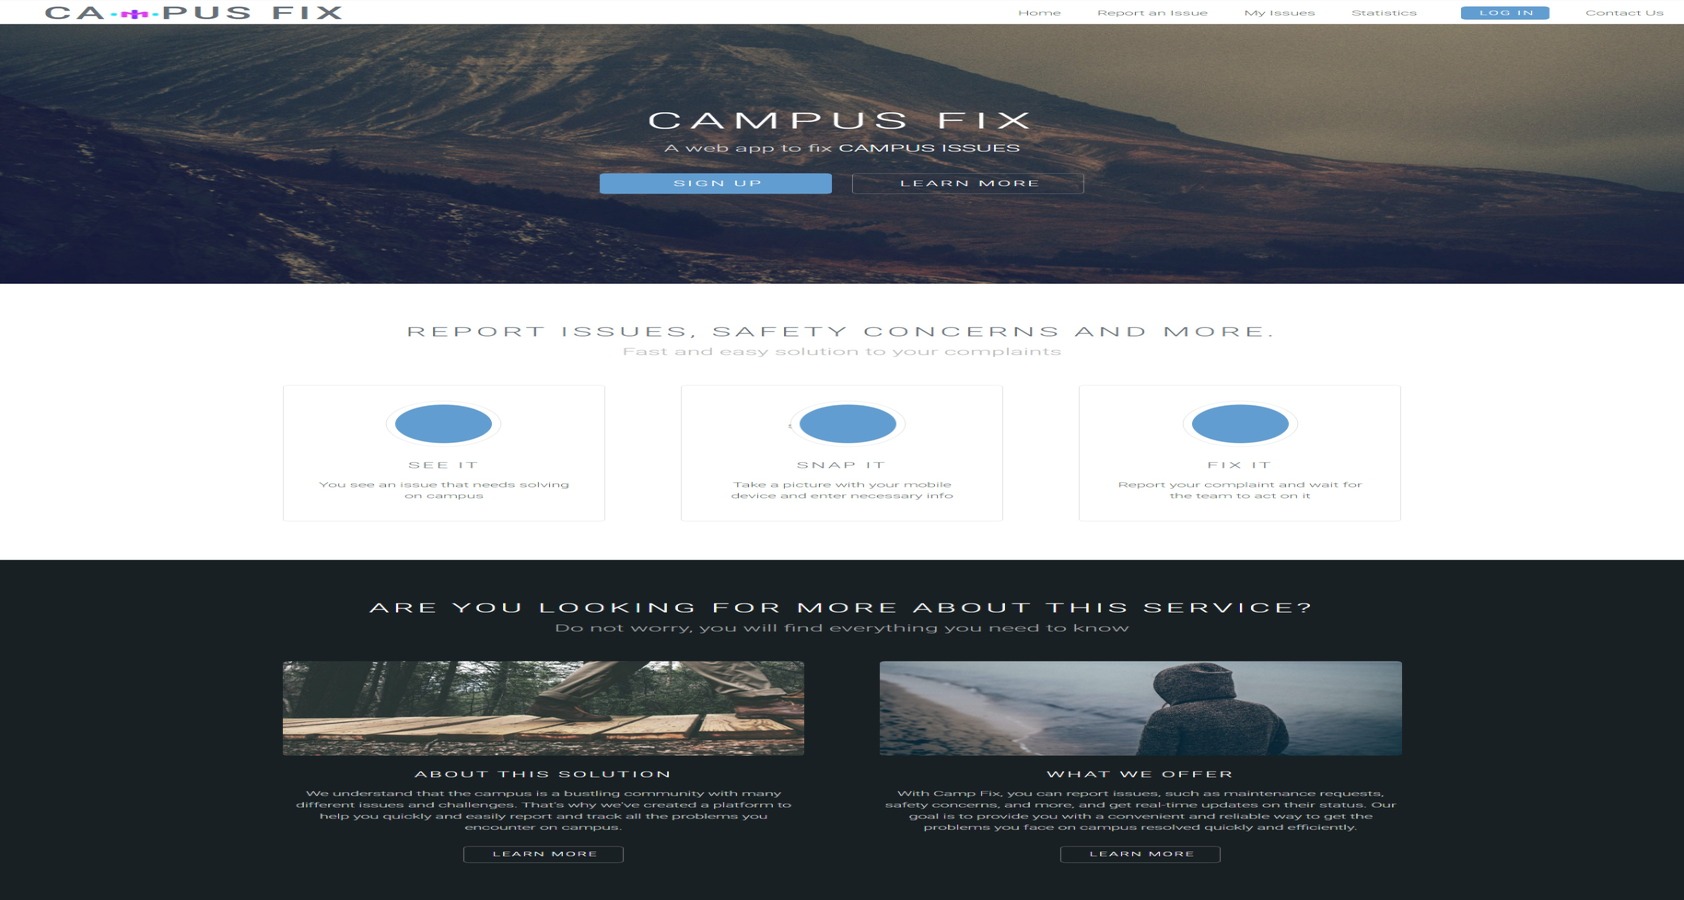 CAMPUS FIX
Home Report an Issue My Issues Statistics LOG IN Contact Us
CAMPUS FIX
A web app to fix CAMPUS ISSUES
SIGN UP LEARN MORE
REPORT ISSUES, SAFETY CONCERNS AND MORE.
Fast and easy solution to your complaints
SEE IT
You see an issue that needs solving
on campus
SNAP IT
Take a picture with your mobile
device and enter necessary info
FIX IT
Report your complaint and wait for
the team to act on it
ARE YOU LOOKING FOR MORE ABOUT THIS SERVICE?
Do not worry, you will find everything you need to know
ABOUT THIS SOLUTION
We understand that the campus is a bustling community with many
different issues and challenges. That's why we've created a platform to
help you quickly and easily report and track all the problems you
encounter on campus.
LEARN MORE
WHAT WE OFFER
With Camp Fix, you can report issues, such as maintenance requests,
safety concerns, and more, and get real-time updates on their status. Our
goal is to provide you with a convenient and reliable way to get the
problems you face on campus resolved quickly and efficiently.
LEARN MORE